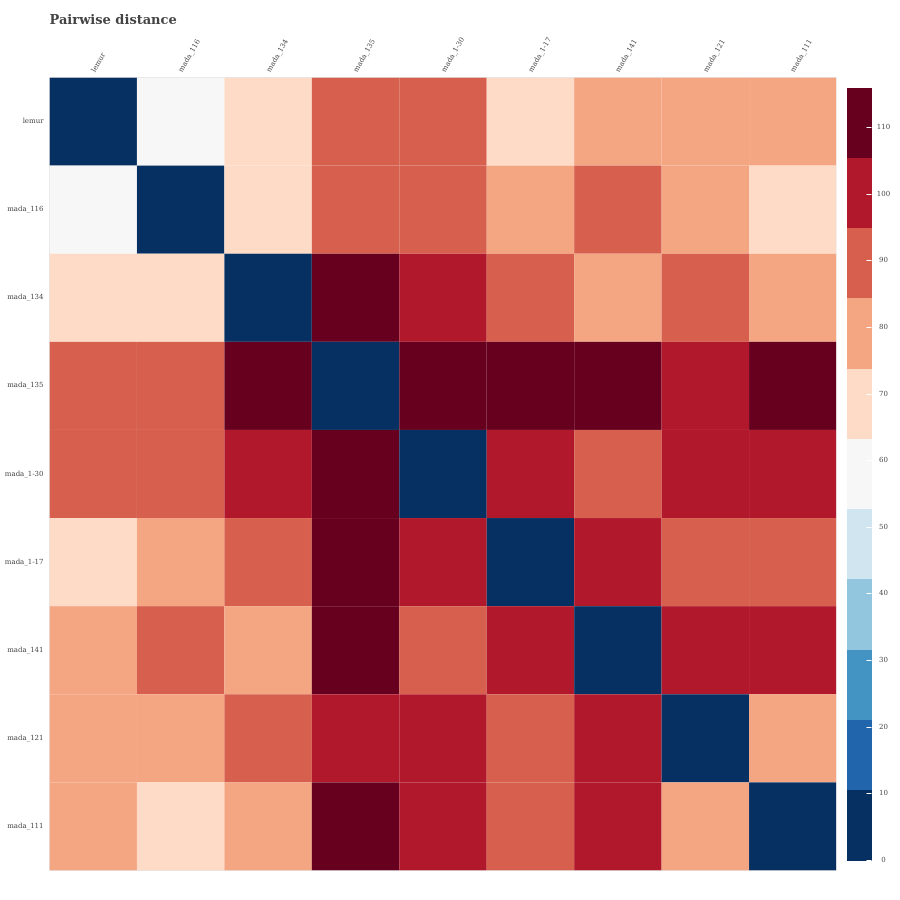 Pairwise distance
lemur mada_116 mada_134 mada_135 mada_1-30 mada_1-17 mada_141 mada_121 mada_111
lemur
mada_116
mada_134
mada_135
mada_1-30
mada_1-17
mada_141
mada_121
mada_111
110
100
90
80
70
60
50
40
30
20
10
0